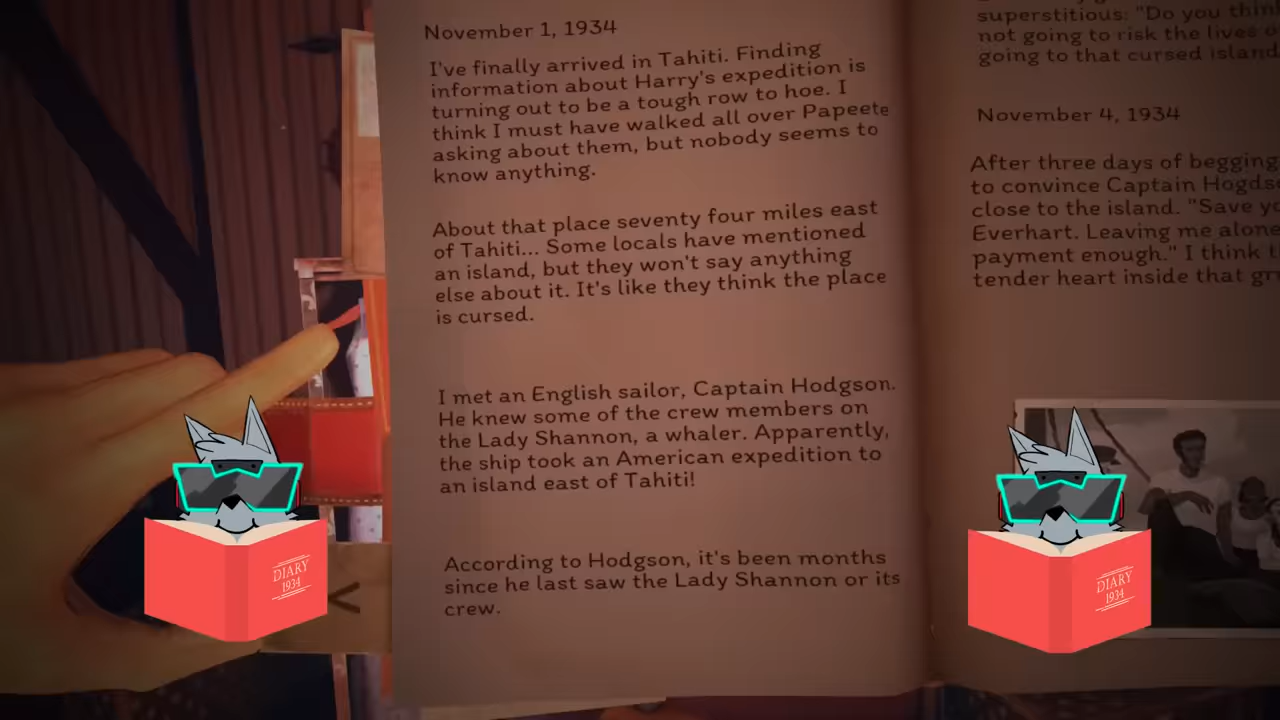 November 1, 1934
I've finally arrived in Tahiti. Finding
information about Harry's expedition is
turning out to be a tough row to hoe. I
think I must have walked all over Papeete
asking about them, but nobody seems to
know anything.
About that place seventy four miles east
of Tahiti... Some locals have mentioned
an island, but they won't say anything
else about it. It's like they think the place
is cursed.
I met an English sailor, Captain Hodgson.
He knew some of the crew members on
the Lady Shannon, a whaler. Apparently,
the ship took an American expedition to
an island east of Tahiti!
According to Hodgson, it's been months
since he last saw the Lady Shannon or its
crew.
superstitious: "Do you think
not going to risk the lives
going to that cursed island
November 4, 1934
After three days of begging
to convince Captain
close to the island. "Save
Everhart. Leaving me alone
payment enough." I think
tender heart inside that
DIARY
1934
DIARY
1934